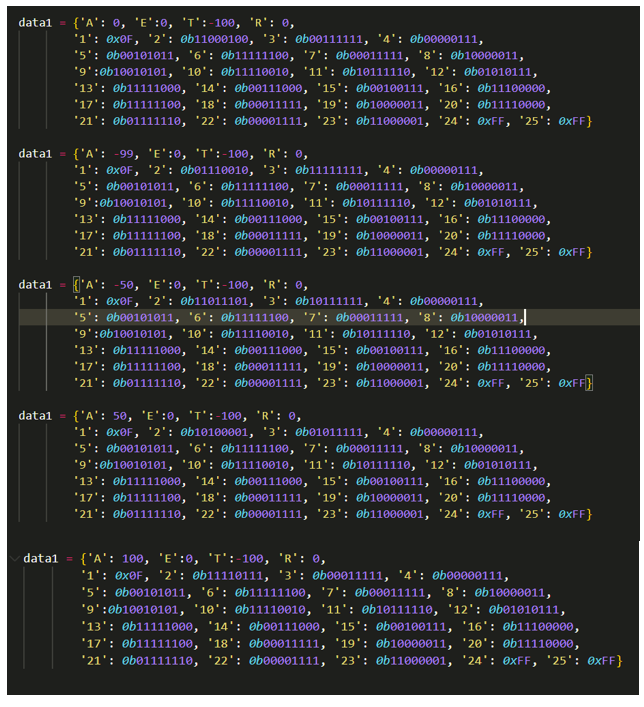 data1 = {'A': 0, 'E':0, 'T':-100, 'R': 0,
'1': 0x0F, '2': 0b11000100, '3': 0b00111111, '4': 0b00000111,
'5': 0b00101011, '6': 0b11111100, '7': 0b00011111, '8': 0b10000011,
'9':0b10010101, '10': 0b11110010, '11': 0b10111110, '12': 0b01010111,
'13': 0b11111000, '14': 0b00111000, '15': 0b00100111, '16': 0b11100000,
'17': 0b11111100, '18': 0b00011111, '19': 0b10000011, '20': 0b11110000,
'21': 0b01111110, '22': 0b00001111, '23': 0b11000001, '24': 0xFF, '25': 0xFF}
data1 = {'A': -99, 'E':0, 'T':-100, 'R': 0,
'1': 0x0F, '2': 0b01110010, '3': 0b11111111, '4': 0b00000111,
'5': 0b00101011, '6': 0b11111100, '7': 0b00011111, '8': 0b10000011,
'9':0b10010101, '10': 0b11110010, '11': 0b10111110, '12': 0b01010111,
'13': 0b11111000, '14': 0b00111000, '15': 0b00100111, '16': 0b11100000,
'17': 0b11111100, '18': 0b00011111, '19': 0b10000011, '20': 0b11110000,
'21': 0b01111110, '22': 0b00001111, '23': 0b11000001, '24': 0xFF, '25': 0xFF}
data1 = {'A': -50, 'E':0, 'T':-100, 'R': 0,
'1': 0x0F, '2': 0b11011101, '3': 0b10111111, '4': 0b00000111,
'5': 0b00101011, '6': 0b11111100, '7': 0b00011111, '8': 0b10000011,
'9':0b10010101, '10': 0b11110010, '11': 0b10111110, '12': 0b01010111,
'13': 0b11111000, '14': 0b00111000, '15': 0b00100111, '16': 0b11100000,
'17': 0b11111100, '18': 0b00011111, '19': 0b10000011, '20': 0b11110000,
'21': 0b01111110, '22': 0b00001111, '23': 0b11000001, '24': 0xFF, '25': 0xFF}
data1 = {'A': 50, 'E':0, 'T':-100, 'R': 0,
'1': 0x0F, '2': 0b10100001, '3': 0b01011111, '4': 0b00000111,
'5': 0b00101011, '6': 0b11111100, '7': 0b00011111, '8': 0b10000011,
'9':0b10010101, '10': 0b11110010, '11': 0b10111110, '12': 0b01010111,
'13': 0b11111000, '14': 0b00111000, '15': 0b00100111, '16': 0b11100000,
'17': 0b11111100, '18': 0b00011111, '19': 0b10000011, '20': 0b11110000,
'21': 0b01111110, '22': 0b00001111, '23': 0b11000001, '24': 0xFF, '25': 0xFF}
data1 = {'A': 100, 'E':0, 'T':-100, 'R': 0,
'1': 0x0F, '2': 0b11110111, '3': 0b00011111, '4': 0b00000111,
'5': 0b00101011, '6': 0b11111100, '7': 0b00011111, '8': 0b10000011,
'9':0b10010101, '10': 0b11110010, '11': 0b10111110, '12': 0b01010111,
'13': 0b11111000, '14': 0b00111000, '15': 0b00100111, '16': 0b11100000,
'17': 0b11111100, '18': 0b00011111, '19': 0b10000011, '20': 0b11110000,
'21': 0b01111110, '22': 0b00001111, '23': 0b11000001, '24': 0xFF, '25': 0xFF}